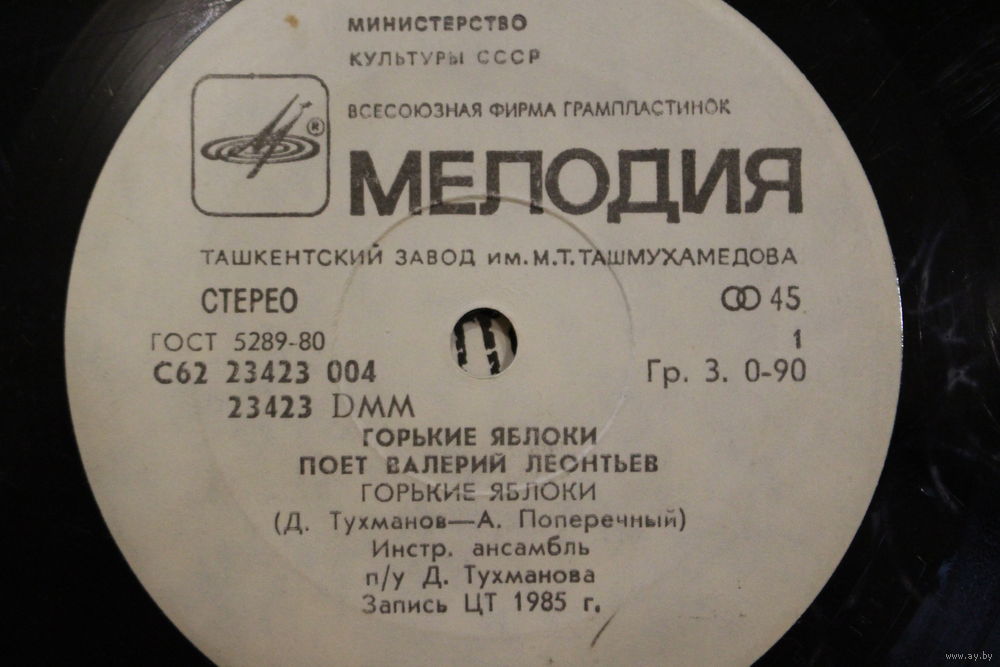 МИНИСТЕРСТВО
КУЛЬТУРЫ СССР
ВСЕСОЮЗНАЯ ФИРМА ГРАМПЛАСТИНОК
®
МЕЛОДИЯ
ТАШКЕНТСКИЙ ЗАВОД им. М.Т. ТАШМУХАМЕДОВА
СТЕРЕО
45
ГОСТ 5289-80
1
С62 23423 004
Гр. 3. 0-90
23423 DMM
ГОРЬКИЕ ЯБЛОКИ
ПОЕТ ВАЛЕРИЙ ЛЕОНТЬЕВ
ГОРЬКИЕ ЯБЛОКИ
(Д. Тухманов—А. Поперечный)
Инстр. ансамбль
п/у Д. Тухманова
Запись ЦТ 1985 г.
www.ay.by